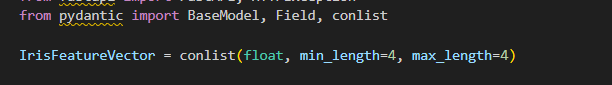 from pydantic import BaseModel, Field, conlist
IrisFeatureVector = conlist(float, min_length=4, max_length=4)